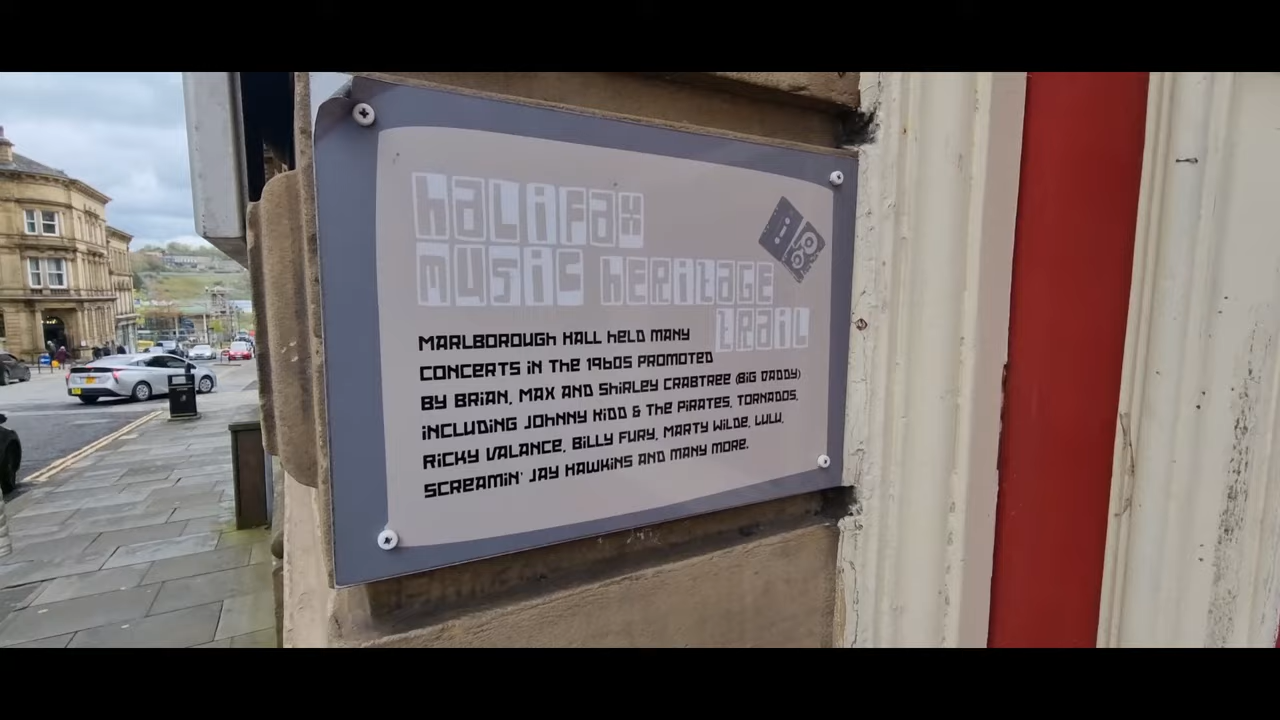 HALIFAX
MUSIC HERITAGE
TRAIL
MARLBOROUGH HALL HELD MANY
CONCERTS IN THE 1960S PROMOTED
BY BRIAN, MAX AND SHIRLEY CRABTREE (BIG DADDY)
INCLUDING JOHNNY KIDD & THE PIRATES, TORNADOS,
RICKY VALANCE, BILLY FURY, MARTY WILDE, LULU,
SCREAMIN' JAY HAWKINS AND MANY MORE.